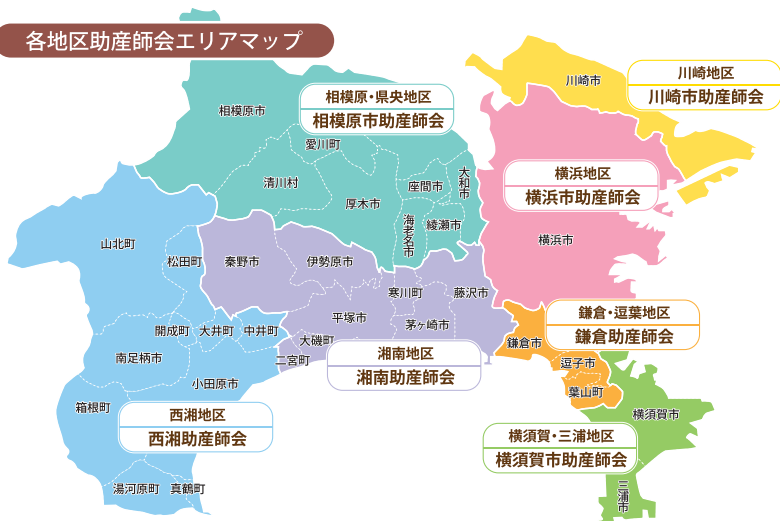 各地区助産師会エリアマップ
川崎市
川崎地区
川崎市助産師会
相模原市
相模原・県央地区
相模原市助産師会
愛川町
清川村
厚木市
座間市
大和市
海老名市
綾瀬市
横浜地区
横浜市助産師会
横浜市
山北町
松田町
秦野市
伊勢原市
寒川町
藤沢市
開成町
大井町
中井町
平塚市
茅ヶ崎市
大磯町
二宮町
湘南地区
湘南助産師会
鎌倉・逗葉地区
鎌倉助産師会
鎌倉市
逗子市
葉山町
南足柄市
小田原市
箱根町
西湘地区
西湘助産師会
湯河原町
真鶴町
横須賀市
横須賀・三浦地区
横須賀市助産師会
三浦市